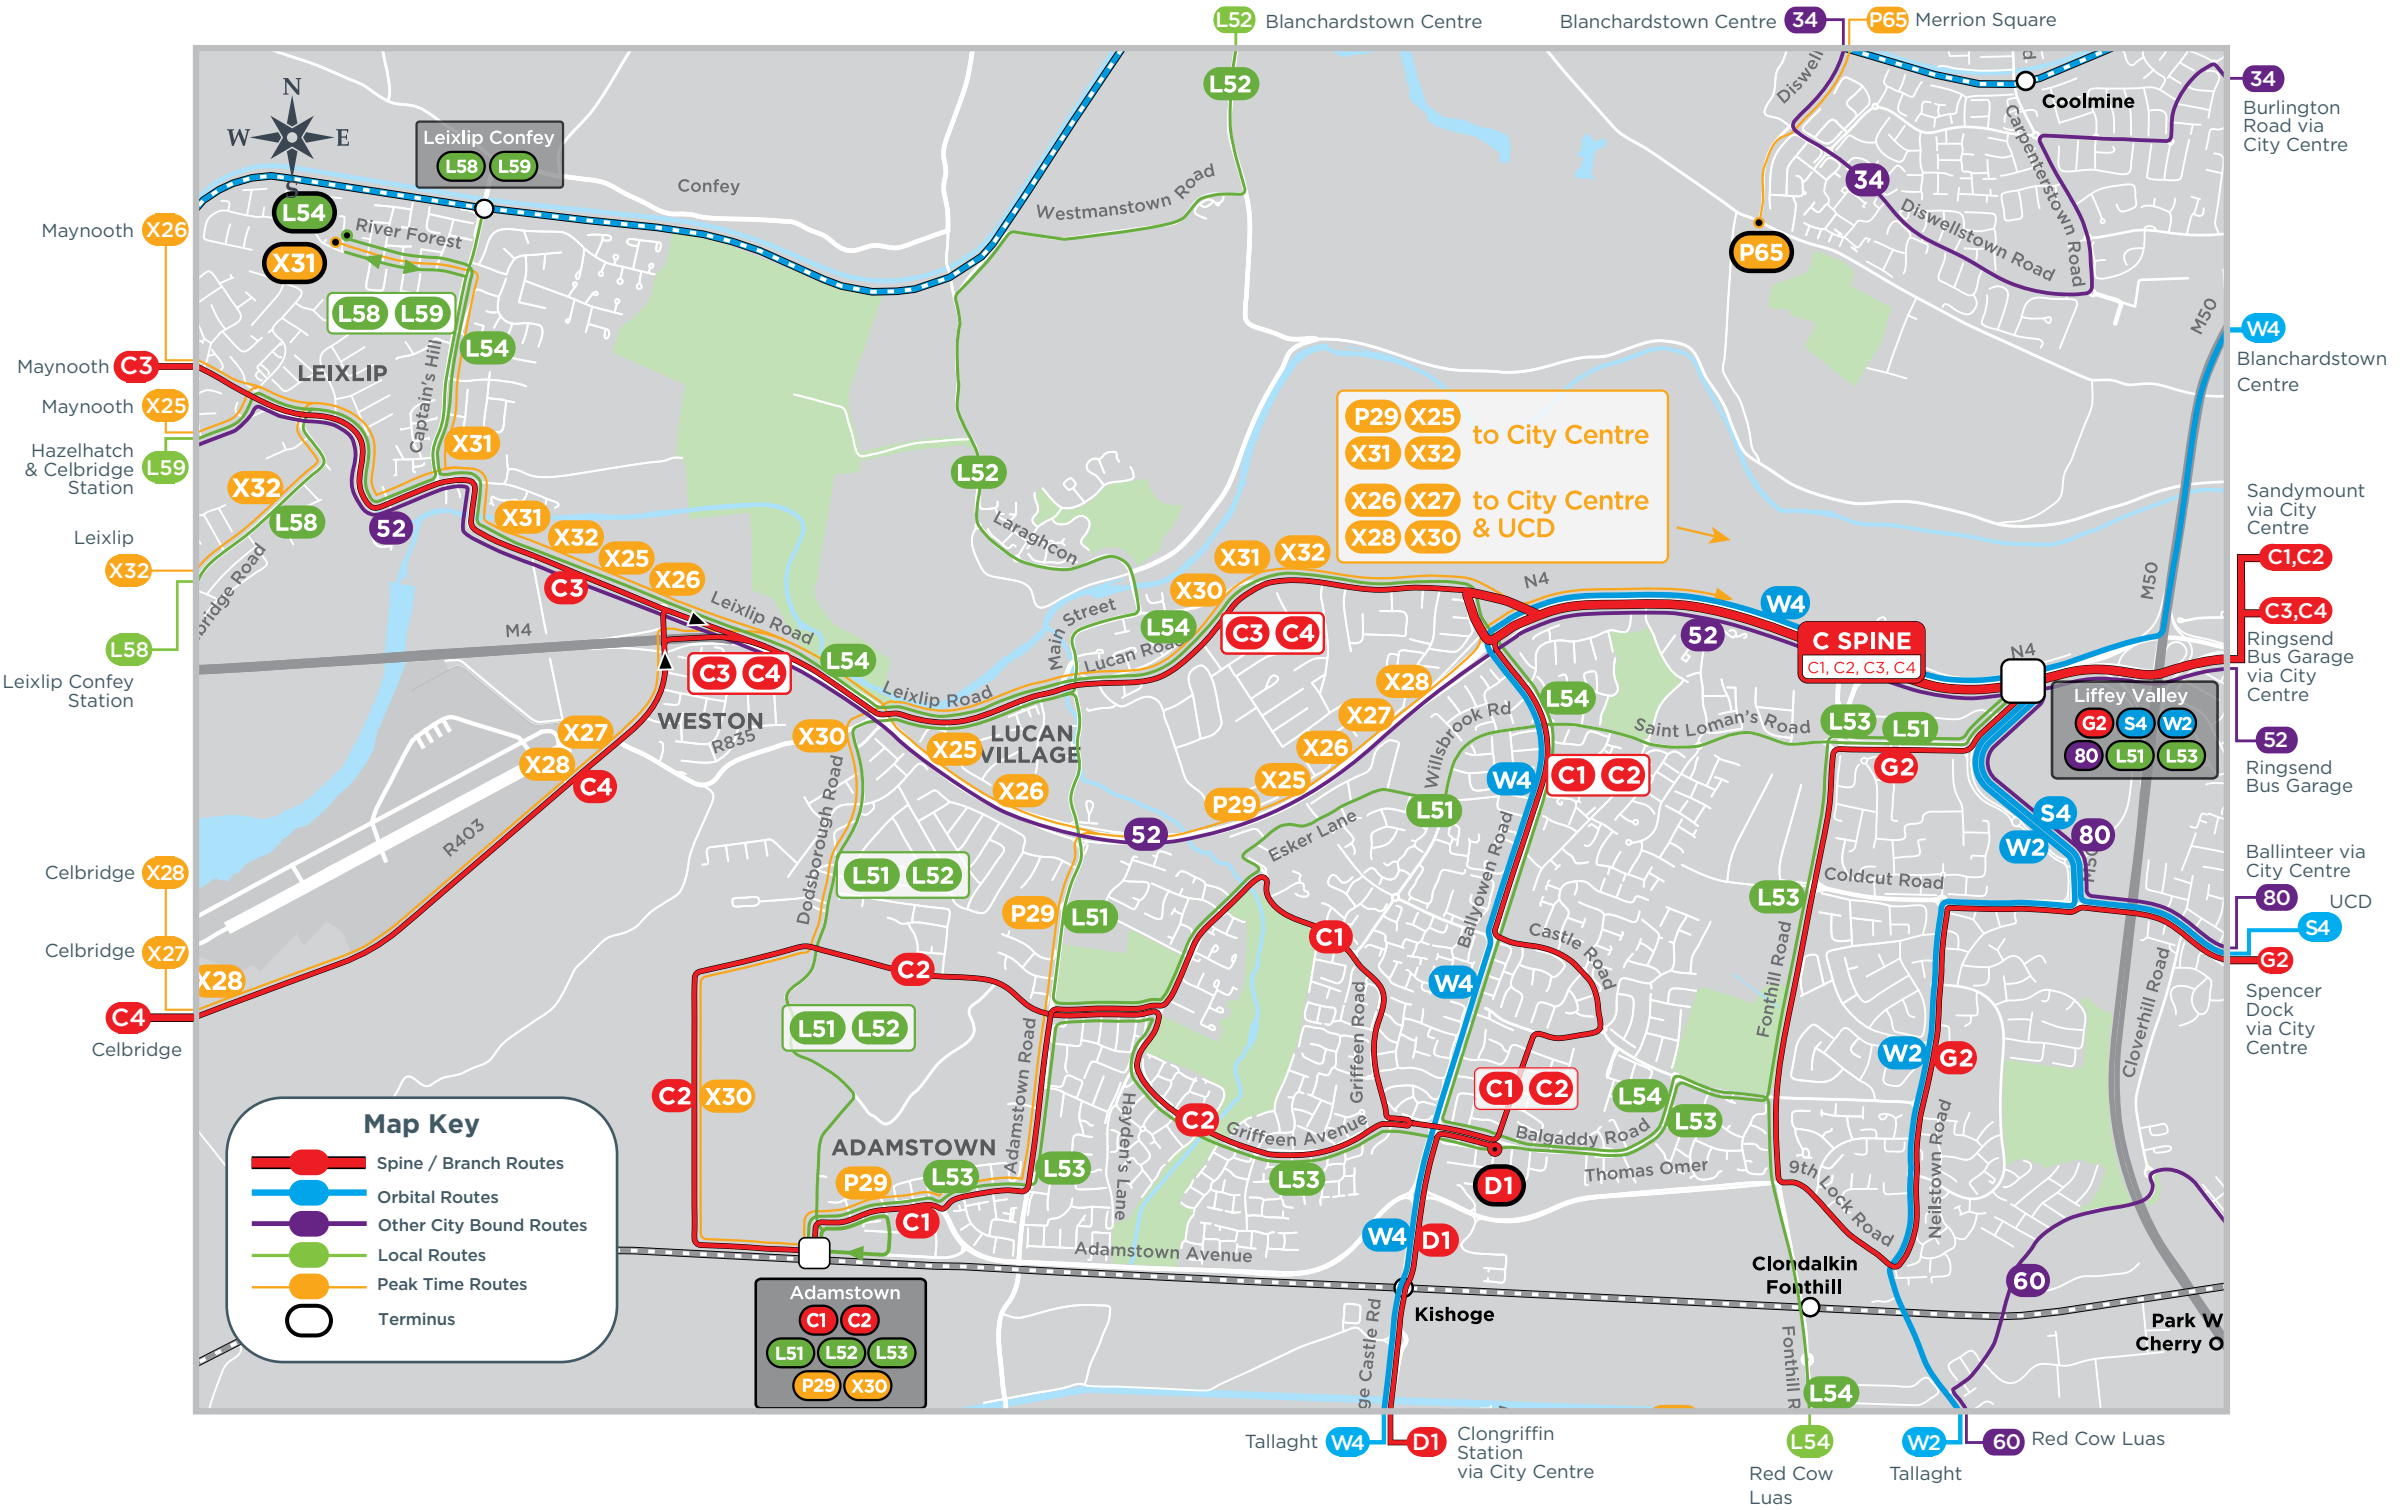 L52 Blanchardstown Centre
Blanchardstown Centre 34
P65 Merrion Square
N
W E
S
Leixlip Confey
L58 L59
L54
X31
River Forest
Confey
L52
Westmanstown Road
Diswell
34
P65
Diswellstown Road
Carpenterstown Road
Coolmine
34
Burlington
Road via
City Centre
Maynooth X26
Maynooth C3
Maynooth X25
Hazelhatch
& Celbridge
Station
L59
Leixlip
X32
L58
Leixlip Confey
Station
Celbridge X28
Celbridge X27
C4
Celbridge
L58 L59
L54
LEIXLIP
Captain's Hill
X31
X32
L58
52
bridge Road
X31
X32
X25
X26
C3
Leixlip Road
M4
C3 C4
L54
WESTON
R835
X27
X28
C4
R403
X28
X30
Leixlip Road
LUCAN
VILLAGE
X25
X26
L52
Laraghcon
Main Street
Lucan Road
L54
X30
X31
X32
C3 C4
P29 X25
X31 X32
to City Centre
X26 X27
X28 X30
to City Centre
& UCD
N4
W4
52
C SPINE
C1, C2, C3, C4
N4
M50
M50
W4
Blanchardstown
Centre
Sandymount
via City
Centre
C1,C2
C3,C4
Ringsend
Bus Garage
via City
Centre
52
Ringsend
Bus Garage
Ballinteer via
City Centre
80
UCD
S4
G2
Spencer
Dock
via City
Centre
Liffey Valley
G2 S4 W2
80 L51 L53
X28
X27
X26
X25
P29
52
Willsbrook Rd
L54
Saint Loman's Road
L53 L51
G2
W4
C1 C2
L51
Esker Lane
Ballyowen Road
S4
80
W2
M50
Coldcut Road
L53
Fonthill Road
Dodsborough Road
L51 L52
P29
L51
C2
C1
W4
Castle Road
L51 L52
C2
X30
Adamstown Road
Griffeen Road
C1 C2
L54
L53
W2
G2
Cloverhill Road
Hayden's Lane
C2
Griffeen Avenue
Balgaddy Road
Thomas Omer
L53
D1
9th Lock Road
Neilstown Road
ADAMSTOWN
P29
L53
L53
C1
Adamstown Avenue
W4
D1
Clondalkin
Fonthill
60
Kishoge
ge Castle Rd
Fonthill R
L54
Park W
Cherry O
Map Key
Spine / Branch Routes
Orbital Routes
Other City Bound Routes
Local Routes
Peak Time Routes
Terminus
Adamstown
C1 C2
L51 L52 L53
P29 X30
Tallaght W4
D1
Clongriffin
Station
via City Centre
L54
Red Cow
Luas
W2
Tallaght
60 Red Cow Luas